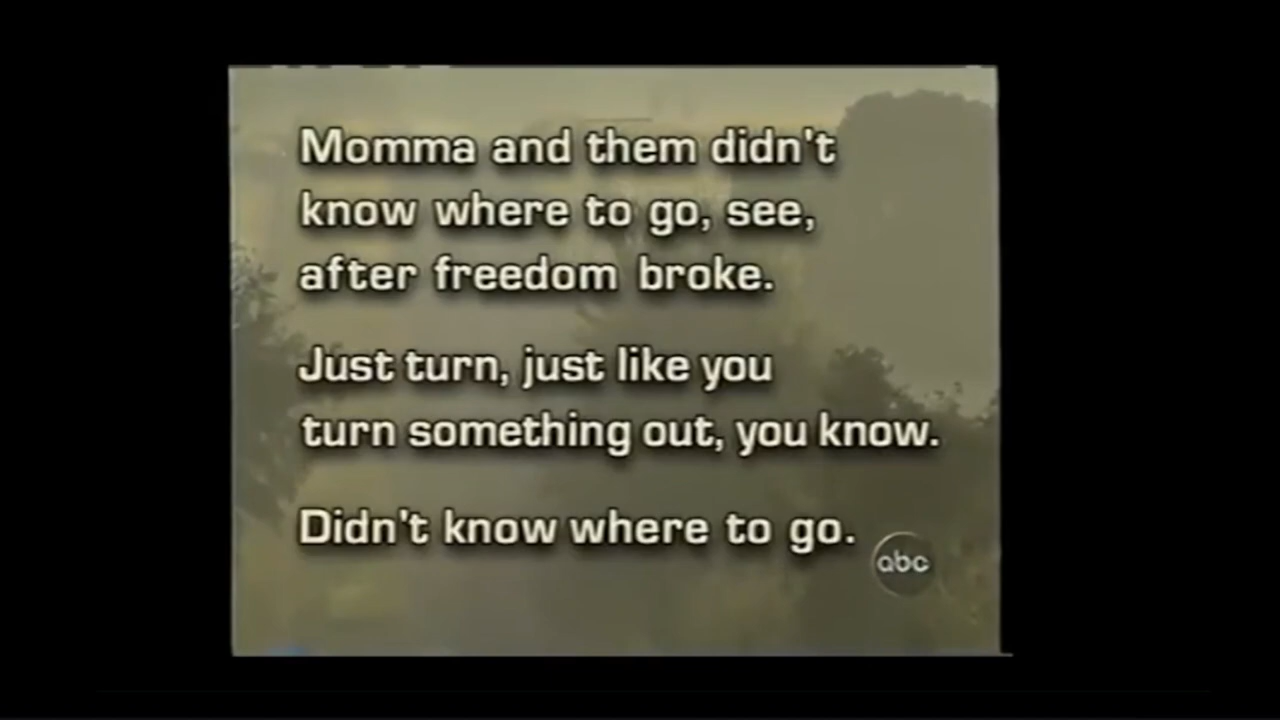 Momma and them didn't
know where to go, see,
after freedom broke.
Just turn, just like you
turn something out, you know.
Didn't know where to go.
abc